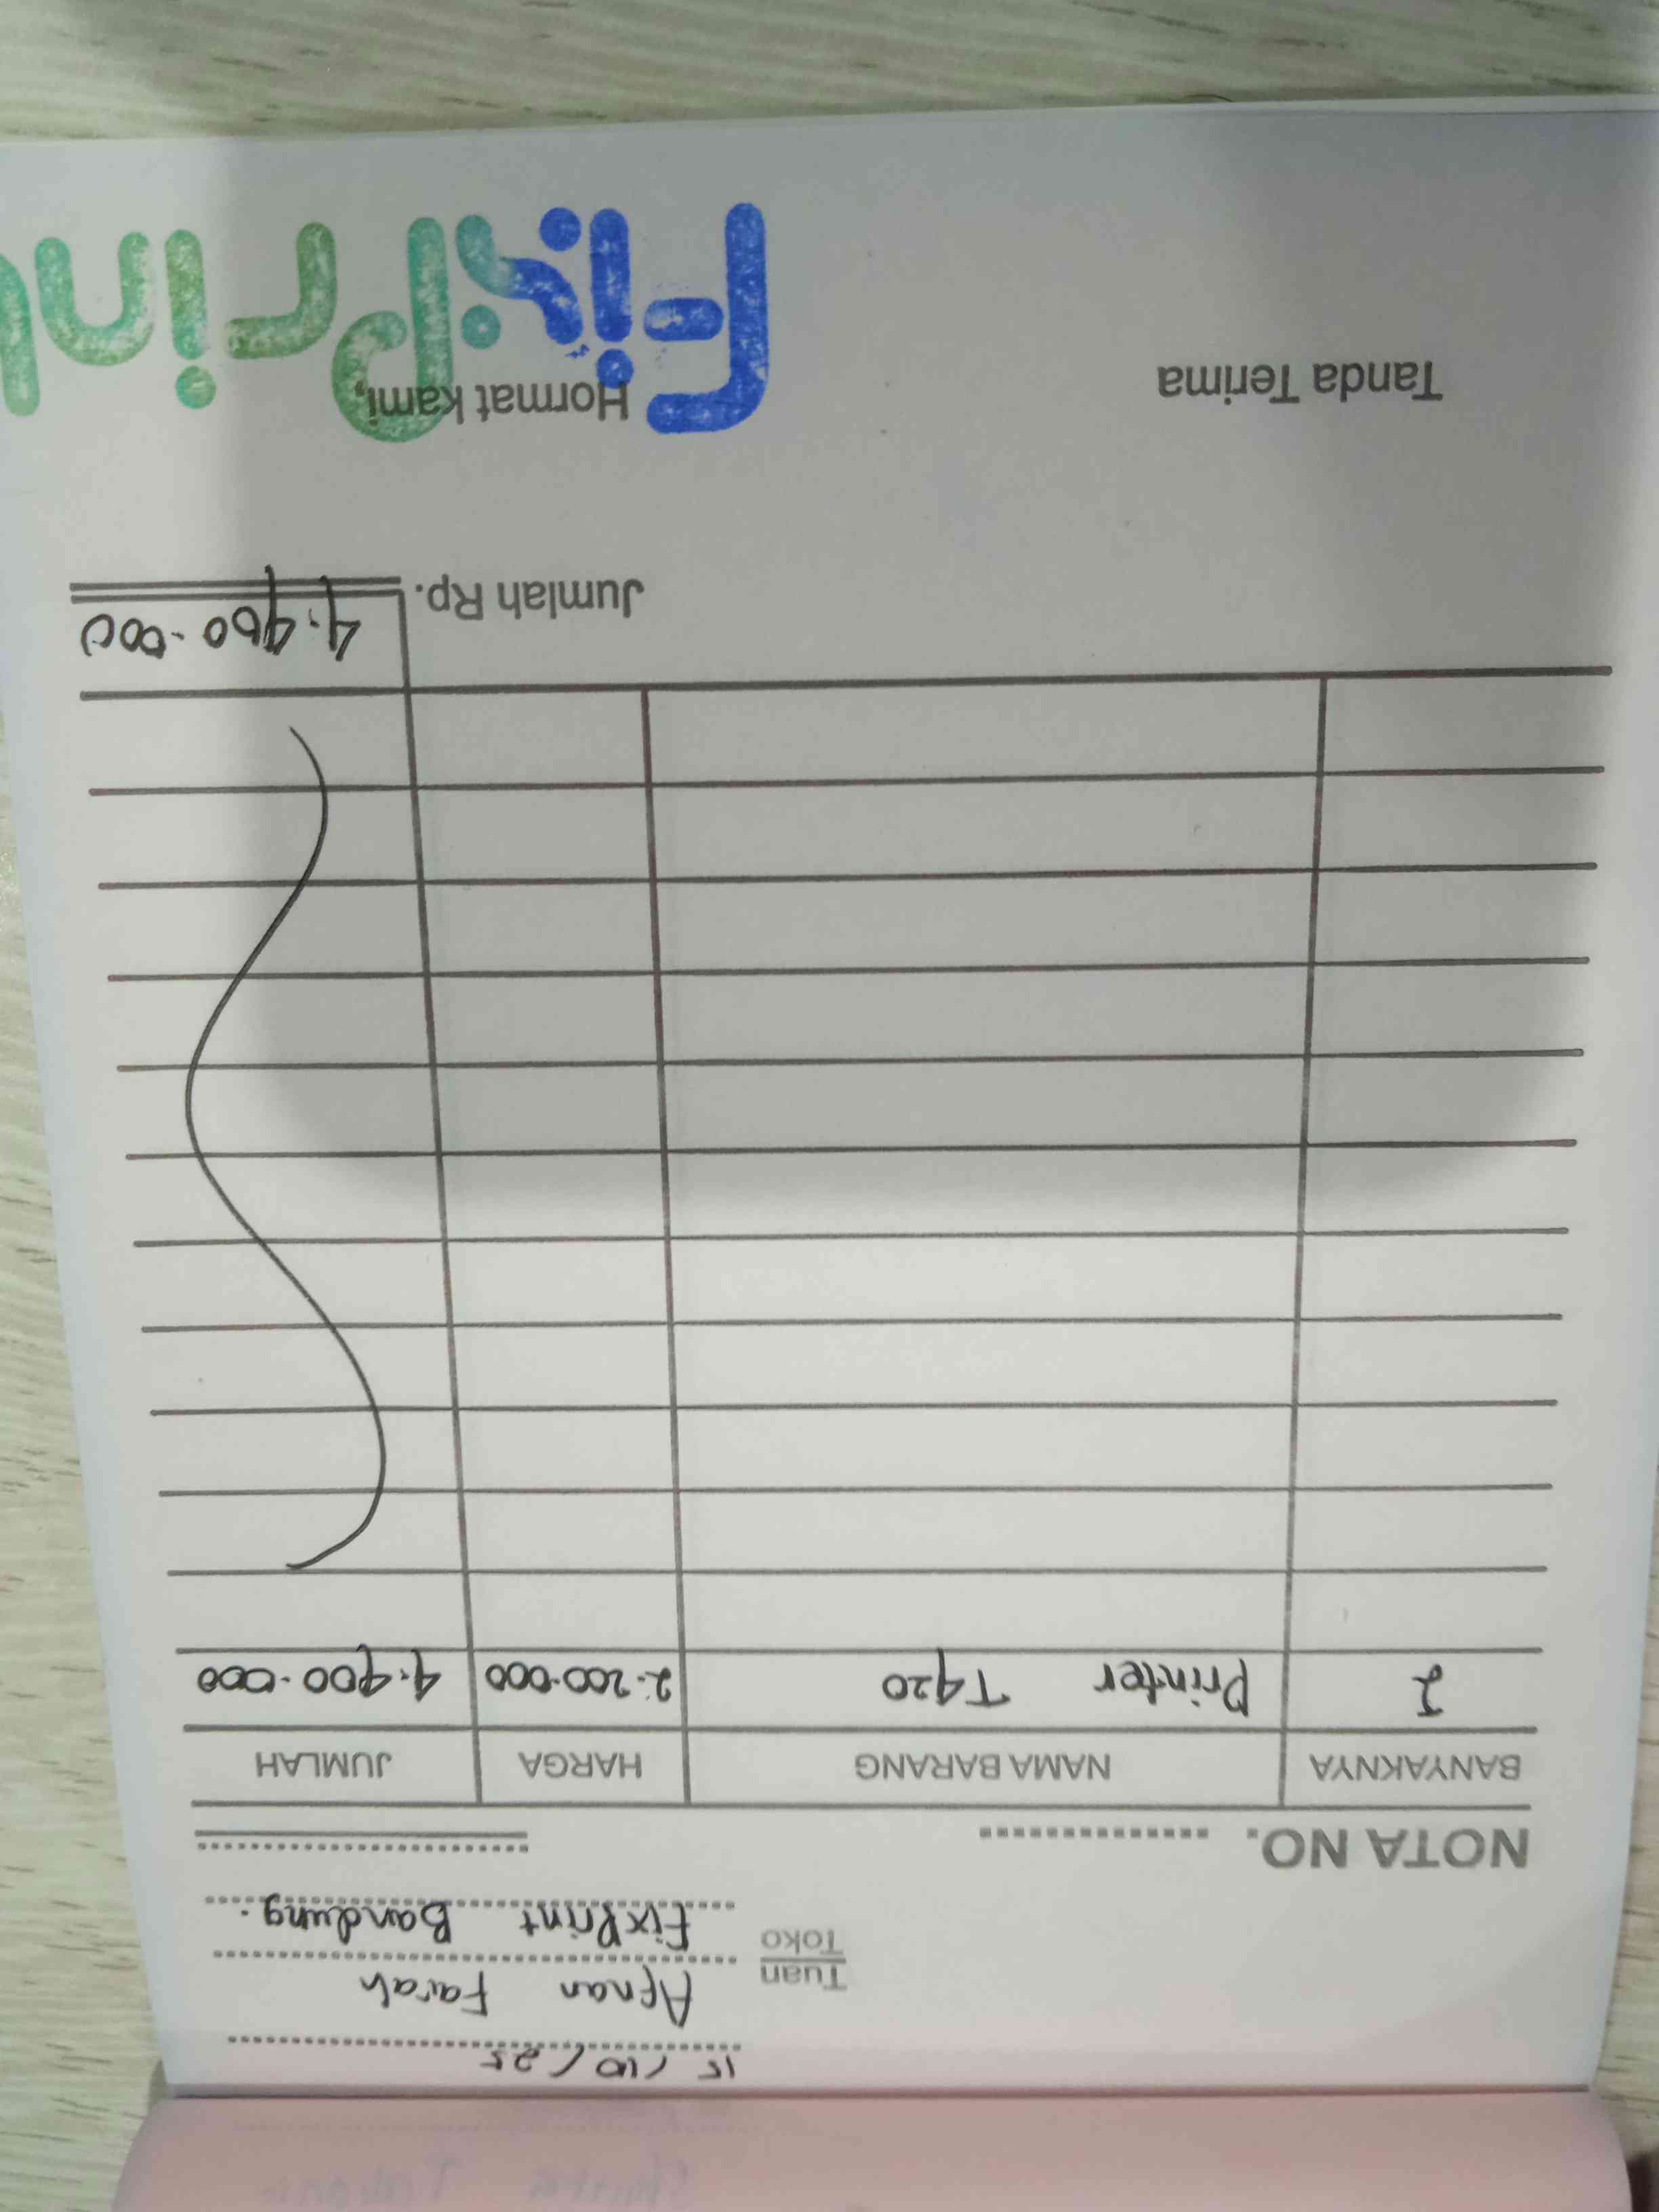 15/10/25
Tuan
Toko
Afnan Farah
FixPrint Bandung.
NOTA NO. ................
BANYAKNYA NAMA BARANG HARGA JUMLAH
2 Printer T420 2.200.000 4.400.000
Jumlah Rp. 4.400.000
Tanda Terima Hormat kami,
FixPrin